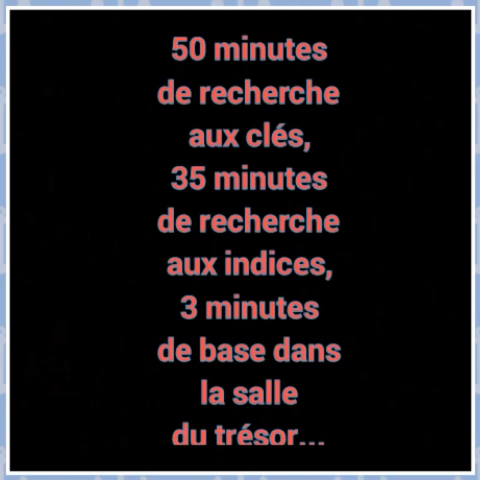 50 minutes
de recherche
aux clés,
35 minutes
de recherche
aux indices,
3 minutes
de base dans
la salle
du trésor...